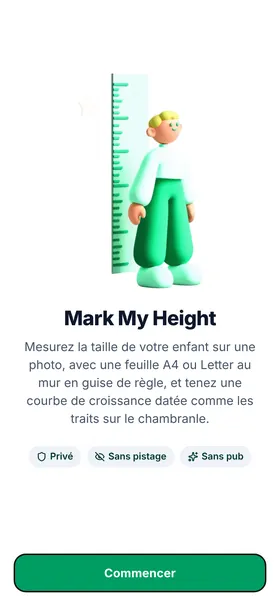 Mark My Height
Mesurez la taille de votre enfant sur une
photo, avec une feuille A4 ou Letter au
mur en guise de règle, et tenez une
courbe de croissance datée comme les
traits sur le chambranle.
Privé
Sans pistage
Sans pub
Commencer